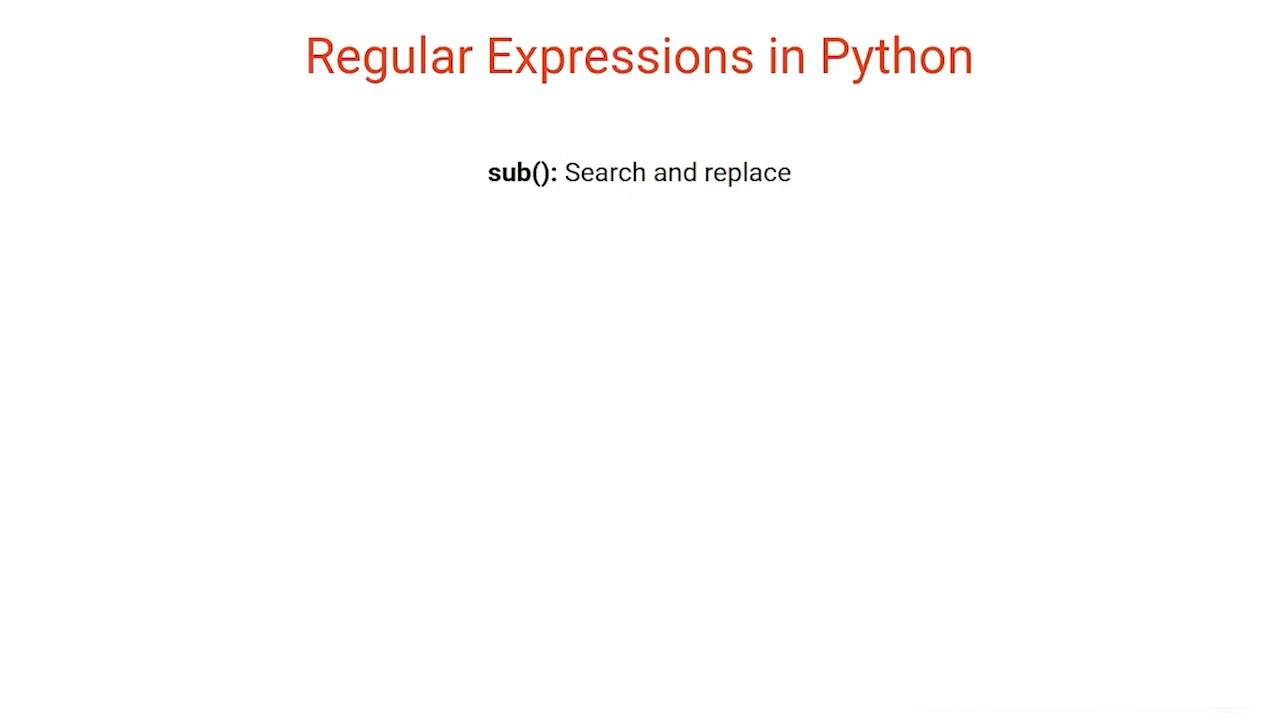 Regular Expressions in Python
sub(): Search and replace